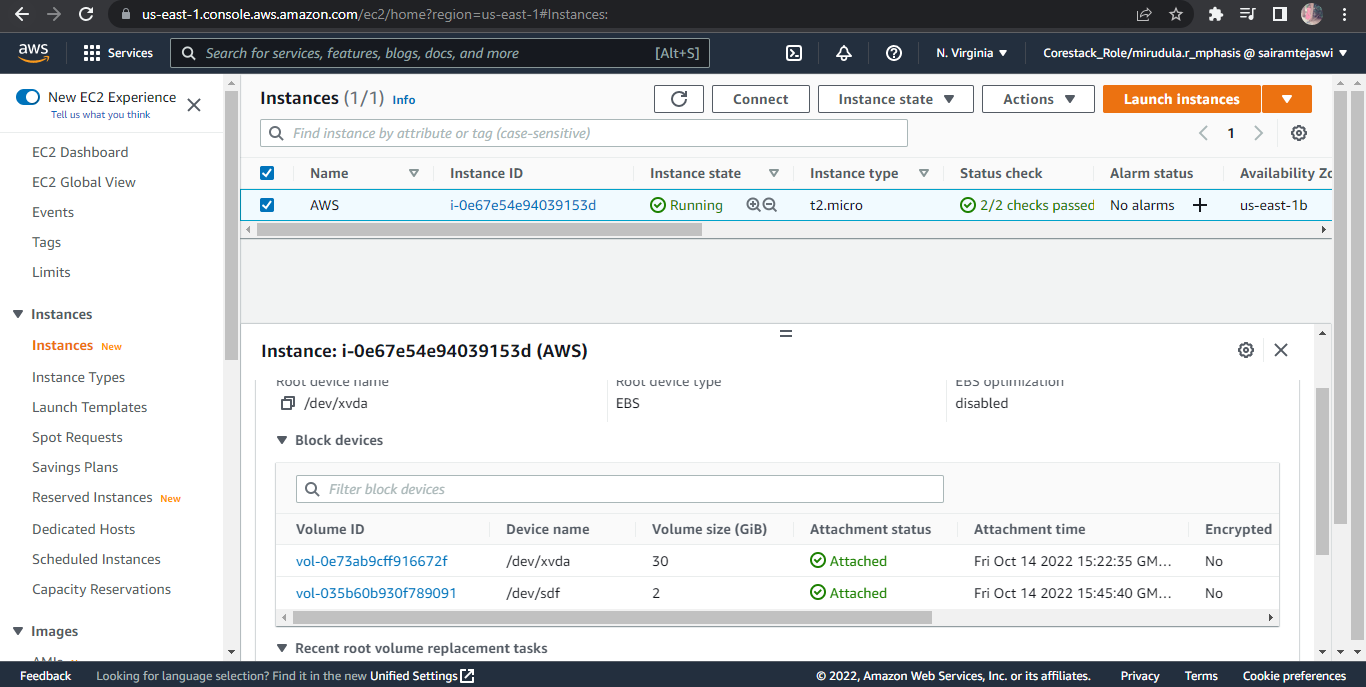 us-east-1.console.aws.amazon.com/ec2/home?region=us-east-1#Instances:
aws Services Search for services, features, blogs, docs, and more [Alt+S] N. Virginia Corestack_Role/mirudula.r_mphasis @ sairamtejaswi
New EC2 Experience
Tell us what you think
EC2 Dashboard
EC2 Global View
Events
Tags
Limits
Instances
Instances New
Instance Types
Launch Templates
Spot Requests
Savings Plans
Reserved Instances New
Dedicated Hosts
Scheduled Instances
Capacity Reservations
Images
Instances (1/1) Info Connect Instance state Actions Launch instances
Find instance by attribute or tag (case-sensitive) 1
Name Instance ID Instance state Instance type Status check Alarm status Availability Zo
AWS i-0e67e54e94039153d Running t2.micro 2/2 checks passed No alarms + us-east-1b
Instance: i-0e67e54e94039153d (AWS)
Root device name Root device type EBS optimization
/dev/xvda EBS disabled
Block devices
Filter block devices
Volume ID Device name Volume size (GiB) Attachment status Attachment time Encrypted
vol-0e73ab9cff916672f /dev/xvda 30 Attached Fri Oct 14 2022 15:22:35 GM... No
vol-035b60b930f789091 /dev/sdf 2 Attached Fri Oct 14 2022 15:45:40 GM... No
Recent root volume replacement tasks
Feedback Looking for language selection? Find it in the new Unified Settings © 2022, Amazon Web Services, Inc. or its affiliates. Privacy Terms Cookie preferences